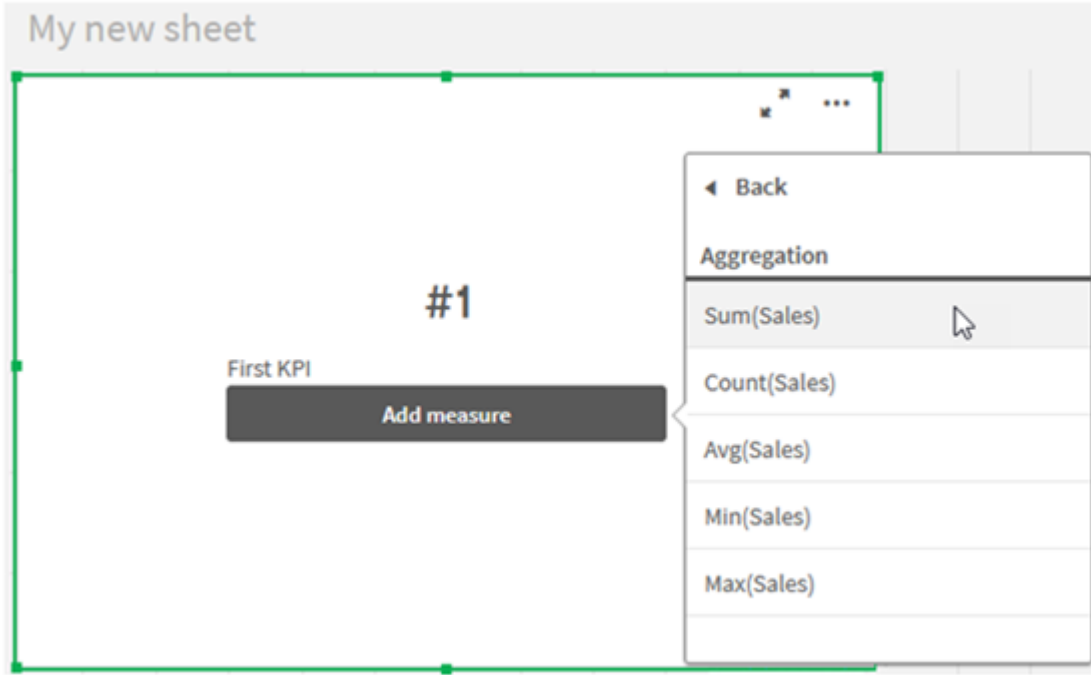 My new sheet
#1
First KPI
Add measure
Back
Aggregation
Sum(Sales)
Count(Sales)
Avg(Sales)
Min(Sales)
Max(Sales)